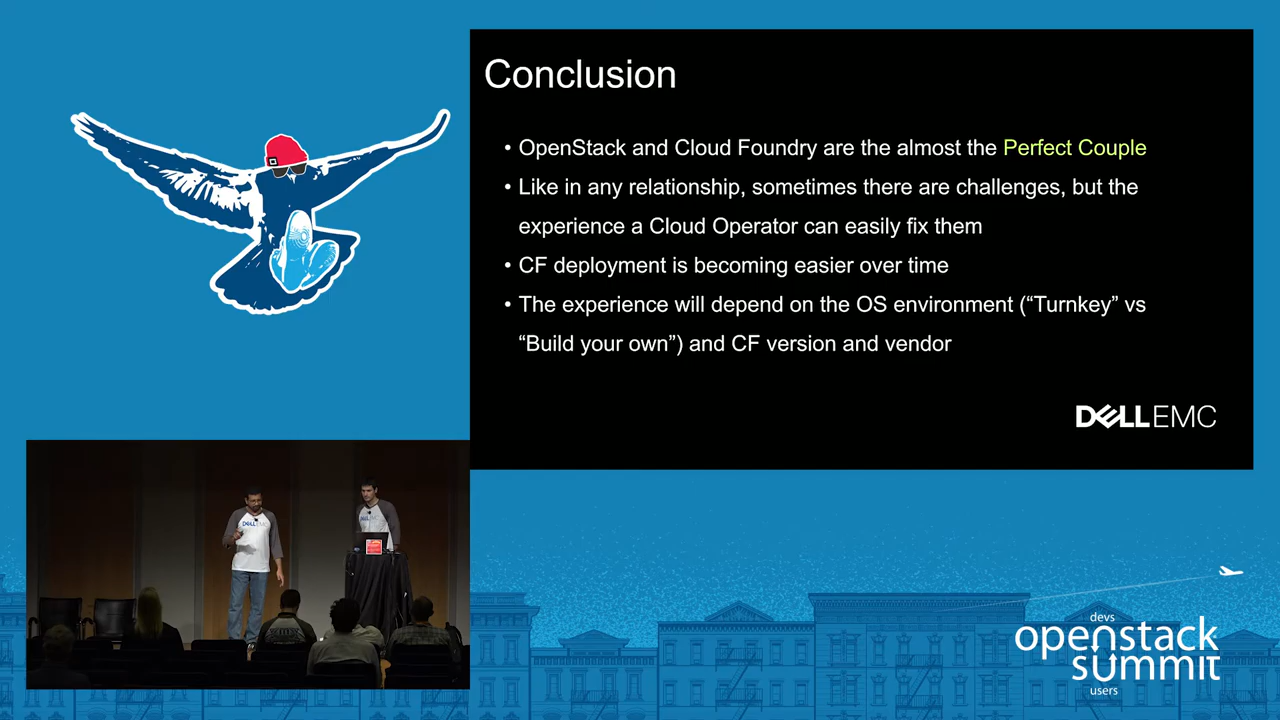 Conclusion
• OpenStack and Cloud Foundry are the almost the Perfect Couple
• Like in any relationship, sometimes there are challenges, but the
experience a Cloud Operator can easily fix them
• CF deployment is becoming easier over time
• The experience will depend on the OS environment (“Turnkey” vs
“Build your own”) and CF version and vendor
DELLEMC
DELLEMC
DELLEMC
devs
openstack
summit
users